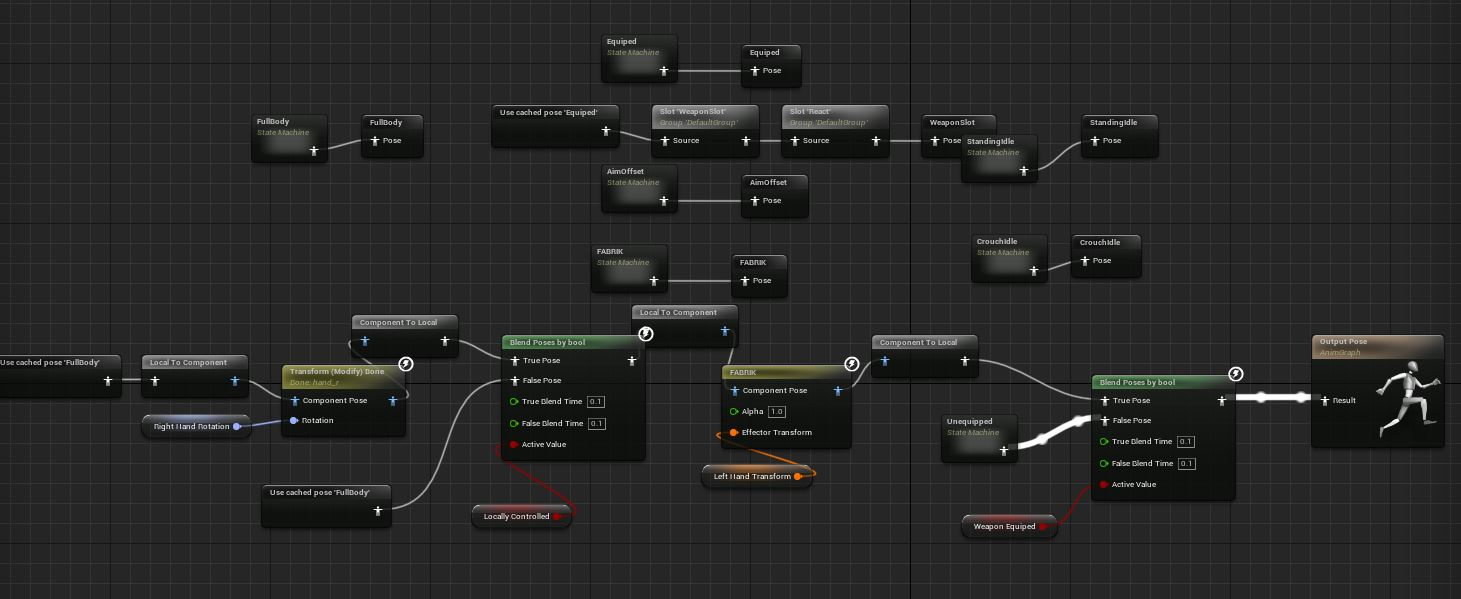 Equiped
State Machine
Equiped
Pose
FullBody
State Machine
FullBody
Pose
Use cached pose 'Equiped'
Slot 'WeaponSlot'
Group 'DefaultGroup'
Source
Slot 'React'
Group 'DefaultGroup'
Source
WeaponSlot
Pose
StandingIdle
State Machine
StandingIdle
Pose
AimOffset
State Machine
AimOffset
Pose
FABRIK
State Machine
FABRIK
Pose
CrouchIdle
State Machine
CrouchIdle
Pose
Use cached pose 'FullBody'
Local To Component
Component To Local
Transform (Modify) Bone
Bone: hand_r
Component Pose
Rotation
Right Hand Rotation
Use cached pose 'FullBody'
Blend Poses by bool
True Pose
False Pose
True Blend Time 0.1
False Blend Time 0.1
Active Value
Locally Controlled
Local To Component
FABRIK
Component Pose
Alpha 1.0
Effector Transform
Left Hand Transform
Component To Local
Unequipped
State Machine
Blend Poses by bool
True Pose
False Pose
True Blend Time 0.1
False Blend Time 0.1
Active Value
Weapon Equiped
Output Pose
AnimGraph
Result